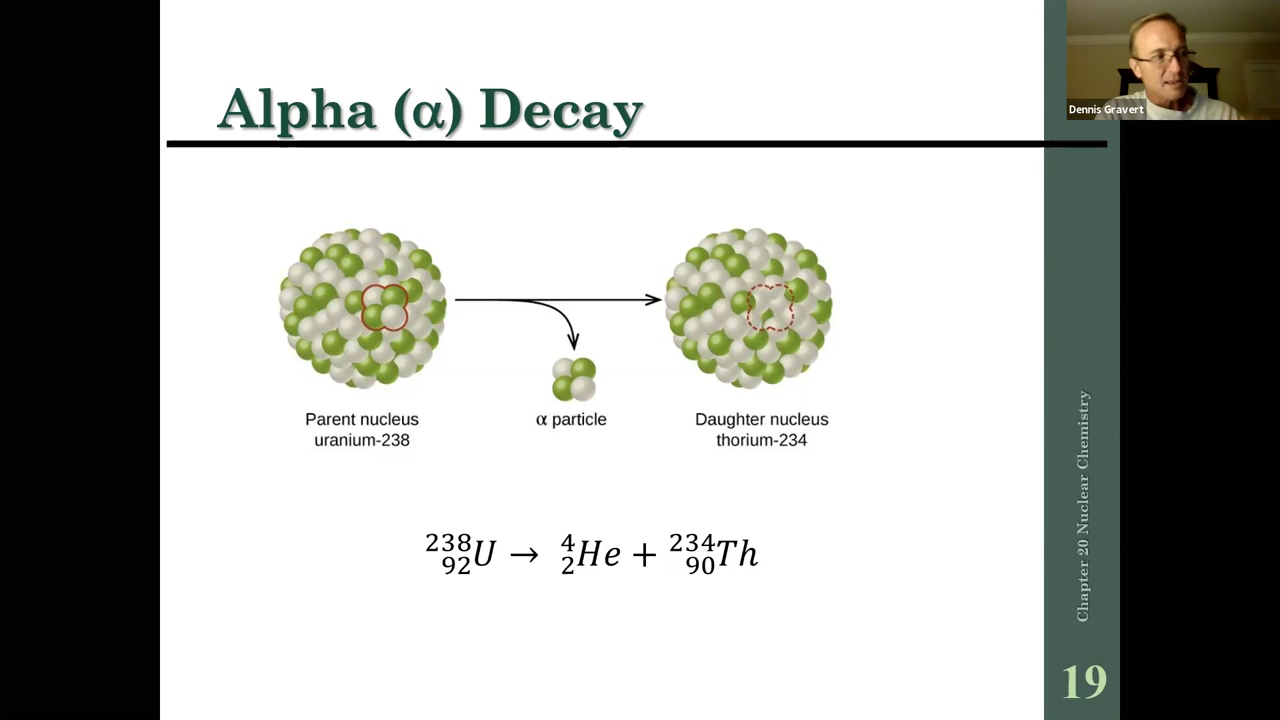 Alpha (α) Decay
Dennis Gravert
Parent nucleus
uranium-238
α particle
Daughter nucleus
thorium-234
²³⁸₉₂U → ⁴₂He + ²³⁴₉₀Th
Chapter 20 Nuclear Chemistry
19